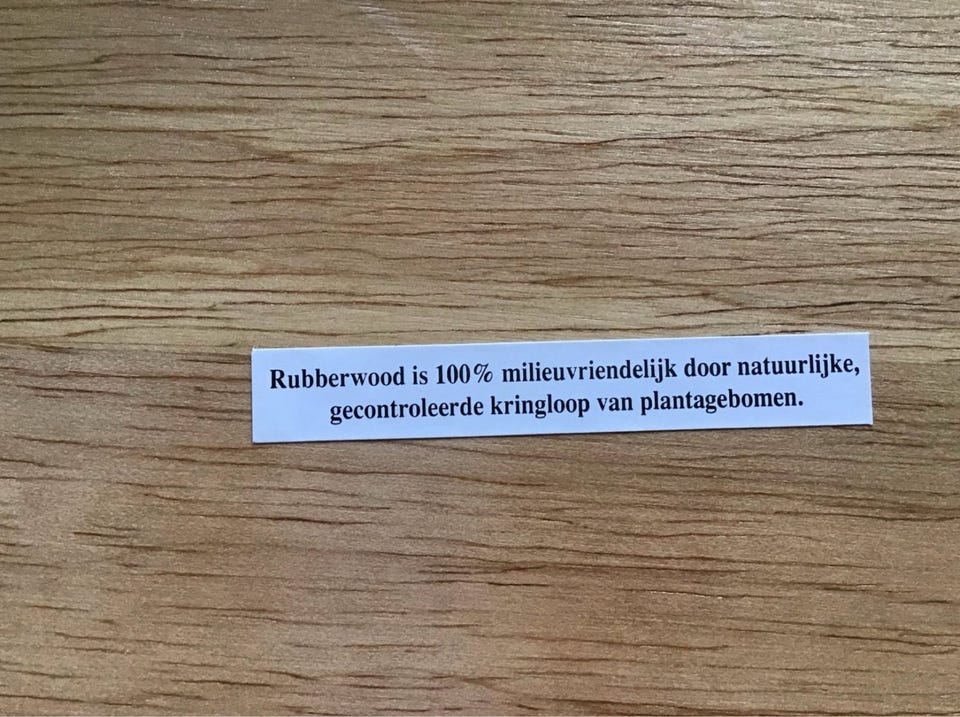 Rubberwood is 100% milieuvriendelijk door natuurlijke,
gecontroleerde kringloop van plantagebomen.